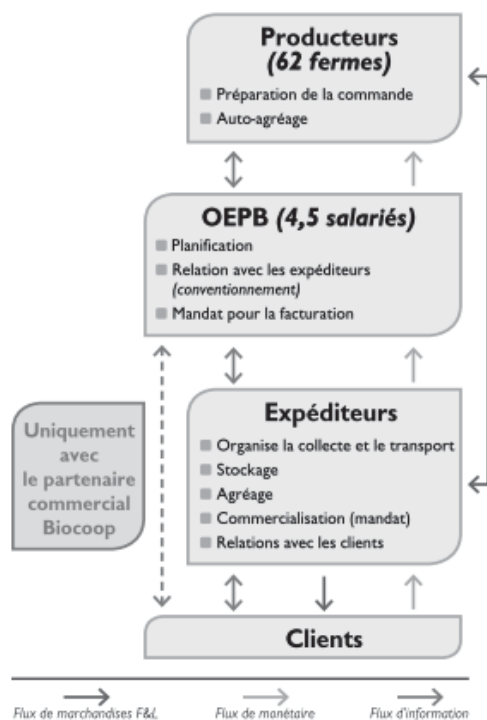 Producteurs
(62 fermes)
Préparation de la commande
Auto-agréage
OEPB (4,5 salariés)
Planification
Relation avec les expéditeurs
(conventionnement)
Mandat pour la facturation
Uniquement
avec
le partenaire
commercial
Biocoop
Expéditeurs
Organise la collecte et le transport
Stockage
Agréage
Commercialisation (mandat)
Relations avec les clients
Clients
Flux de marchandises F&L
Flux de monétaire
Flux d'information